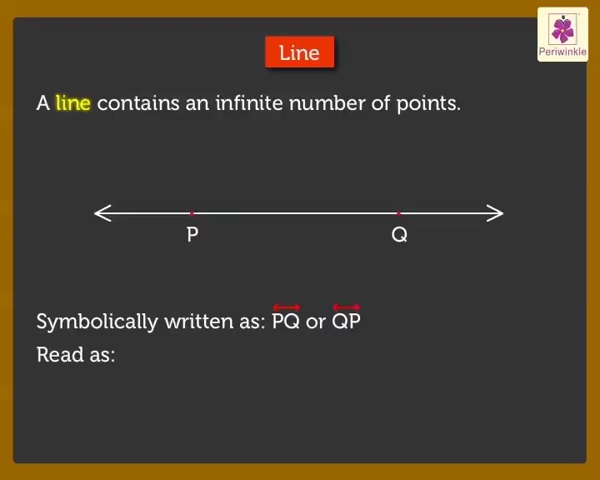 Periwinkle
Line
A line contains an infinite number of points.
P
Q
Symbolically written as: PQ or QP
Read as: